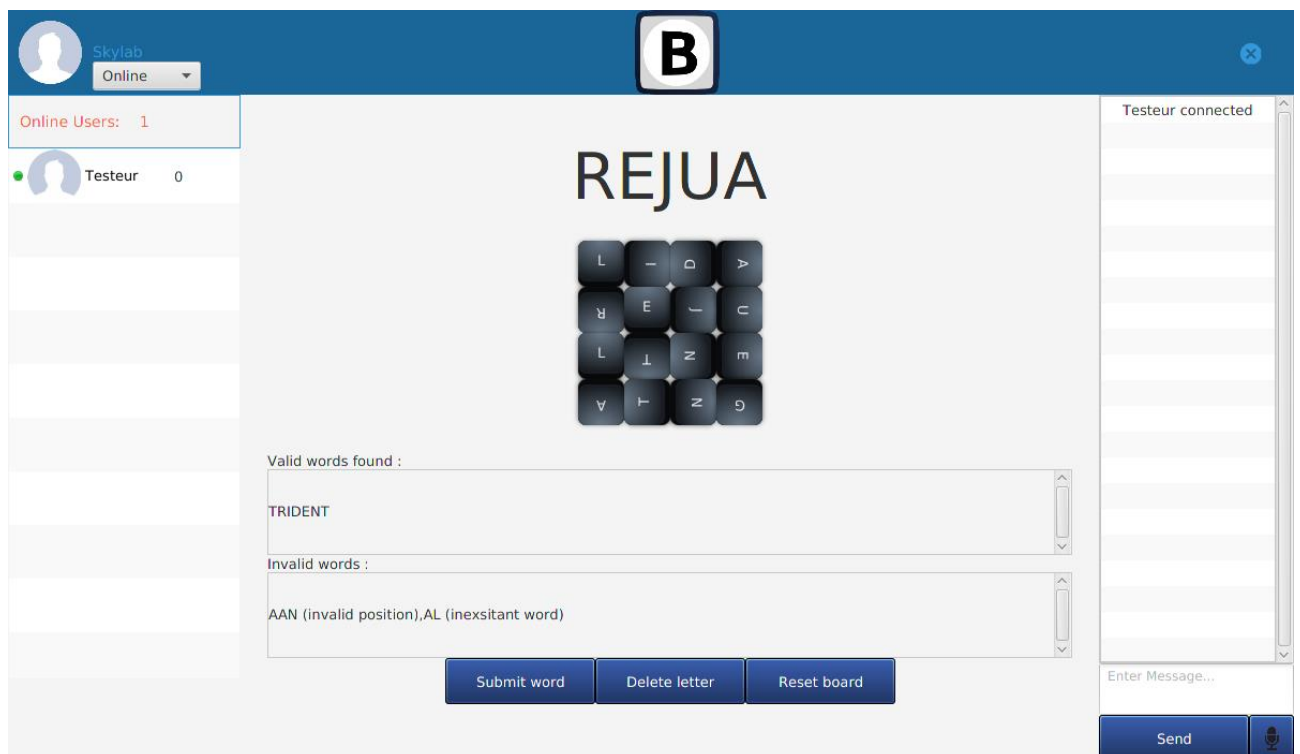 Skylab
Online
B
Online Users: 1
Testeur 0
REJUA
L I D A
R E J U
L T N E
A T N G
Valid words found :
TRIDENT
Invalid words :
AAN (invalid position),AL (inexsitant word)
Submit word Delete letter Reset board
Testeur connected
Enter Message...
Send